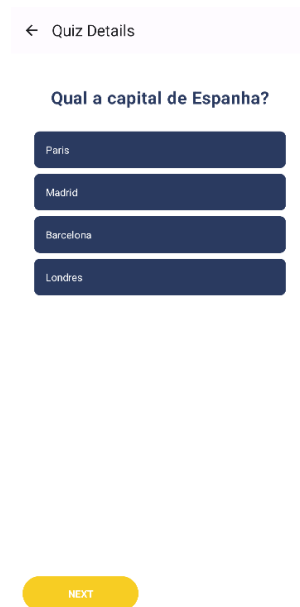 Quiz Details
Qual a capital de Espanha?
Paris
Madrid
Barcelona
Londres
NEXT